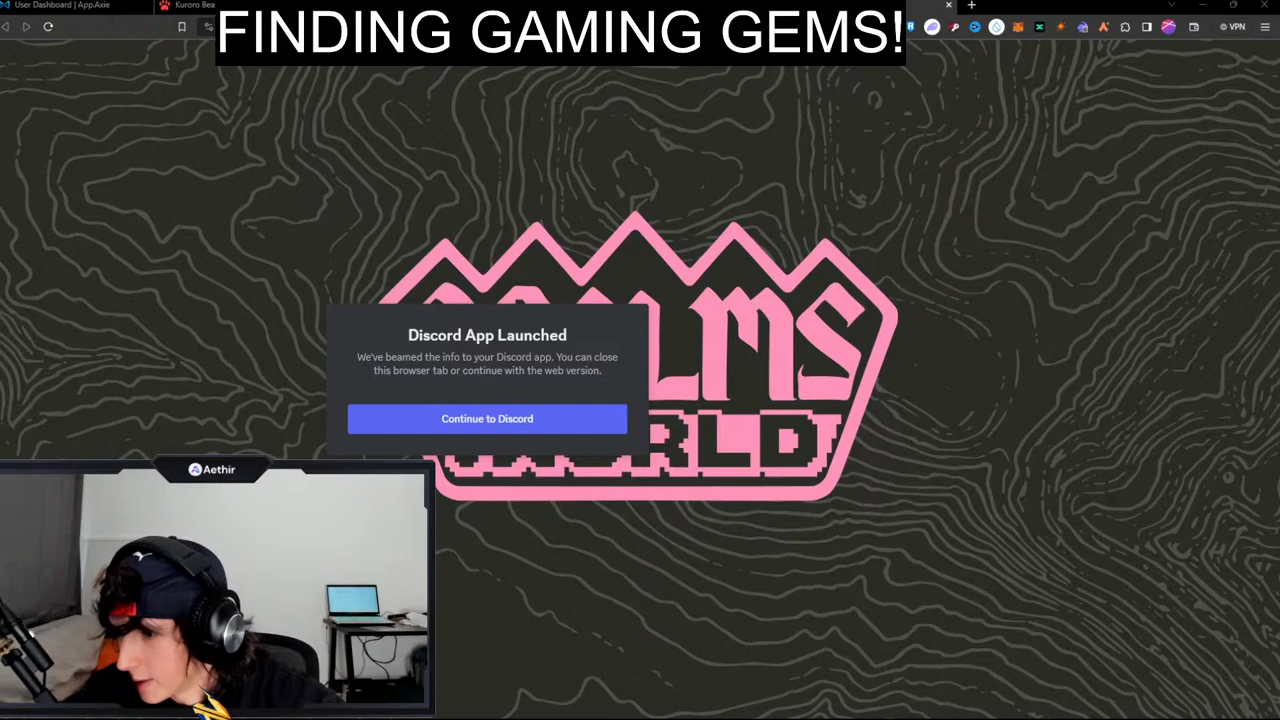 User Dashboard | App.Axie
Kuroro Bea
FINDING GAMING GEMS!
VPN
Discord App Launched
We've beamed the info to your Discord app. You can close
this browser tab or continue with the web version.
Continue to Discord
WORLD
Aethir